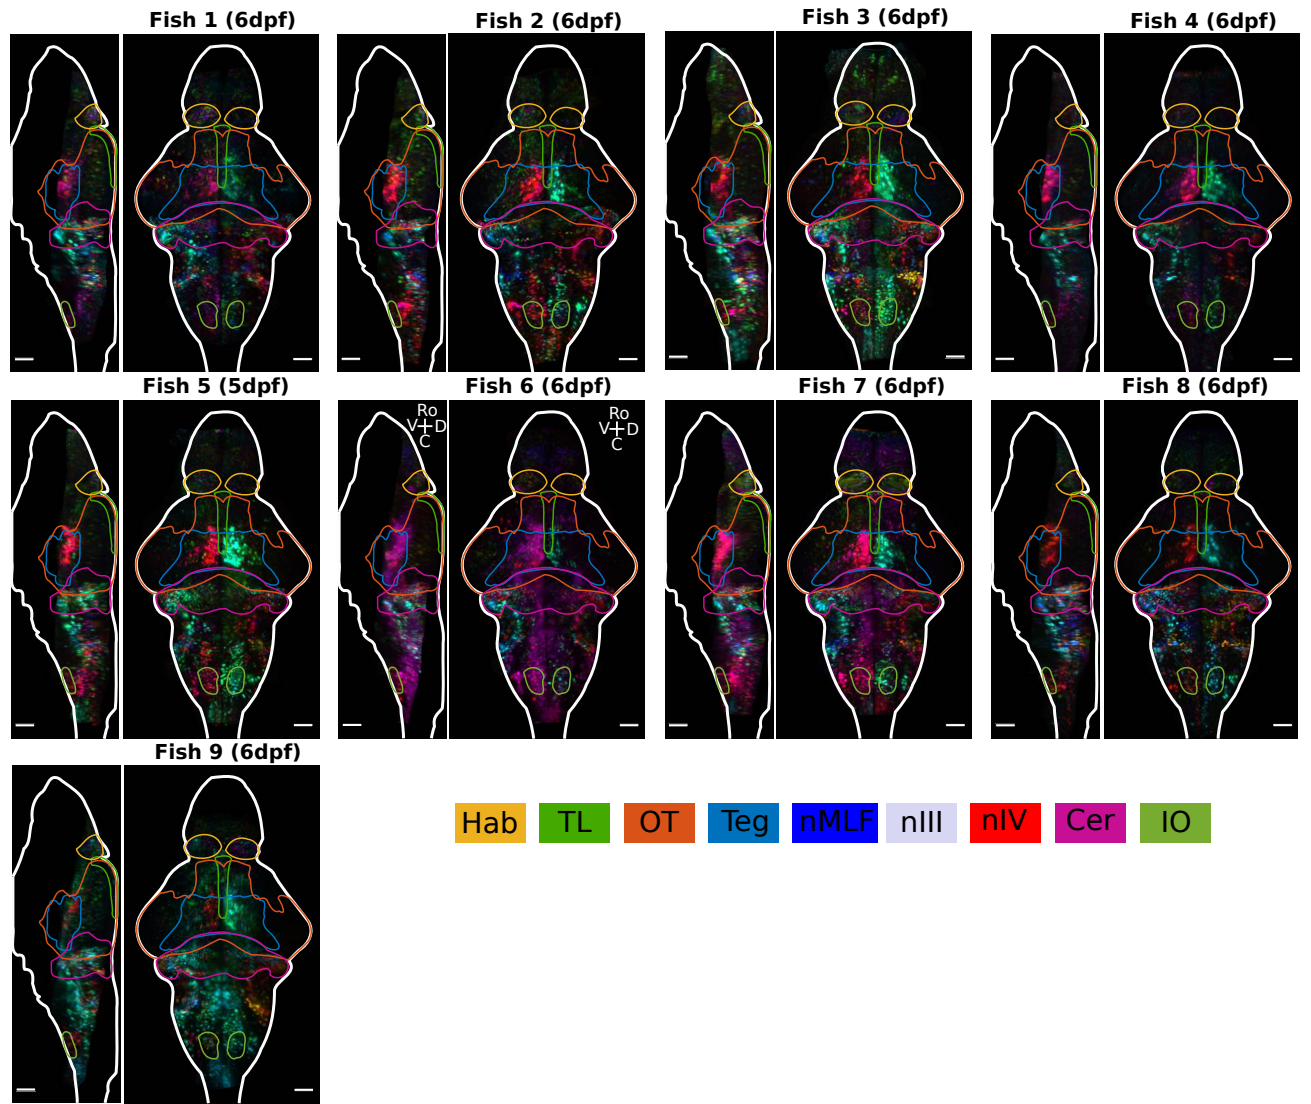 Fish 1 (6dpf)
Fish 2 (6dpf)
Fish 3 (6dpf)
Fish 4 (6dpf)
Fish 5 (5dpf)
Fish 6 (6dpf)
Fish 7 (6dpf)
Fish 8 (6dpf)
Ro
V D
C
Ro
V D
C
Fish 9 (6dpf)
Hab TL OT Teg nMLF nIII nIV Cer IO